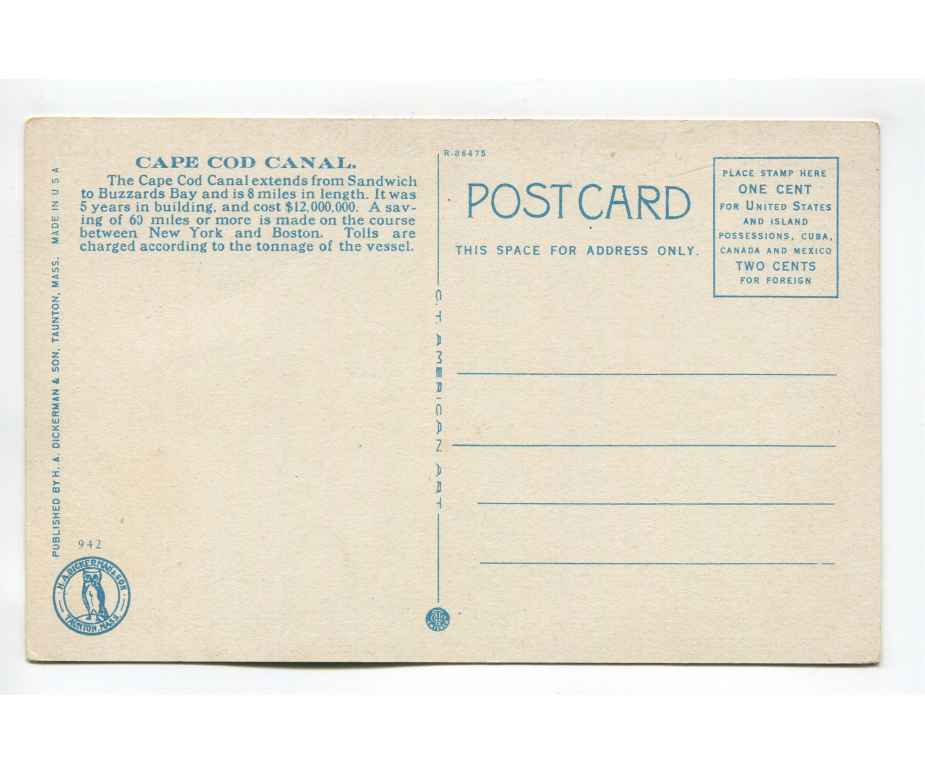 CAPE COD CANAL.
The Cape Cod Canal extends from Sandwich
to Buzzards Bay and is 8 miles in length. It was
5 years in building, and cost $12,000,000. A sav-
ing of 60 miles or more is made on the course
between New York and Boston. Tolls are
charged according to the tonnage of the vessel.
PUBLISHED BY H. A. DICKERMAN & SON, TAUNTON, MASS. MADE IN U S A
942
H. A. DICKERMAN & SON
TAUNTON, MASS.
C. T. AMERICAN ART
R-86475
POST CARD
THIS SPACE FOR ADDRESS ONLY.
PLACE STAMP HERE
ONE CENT
FOR UNITED STATES
AND ISLAND
POSSESSIONS, CUBA,
CANADA AND MEXICO
TWO CENTS
FOR FOREIGN